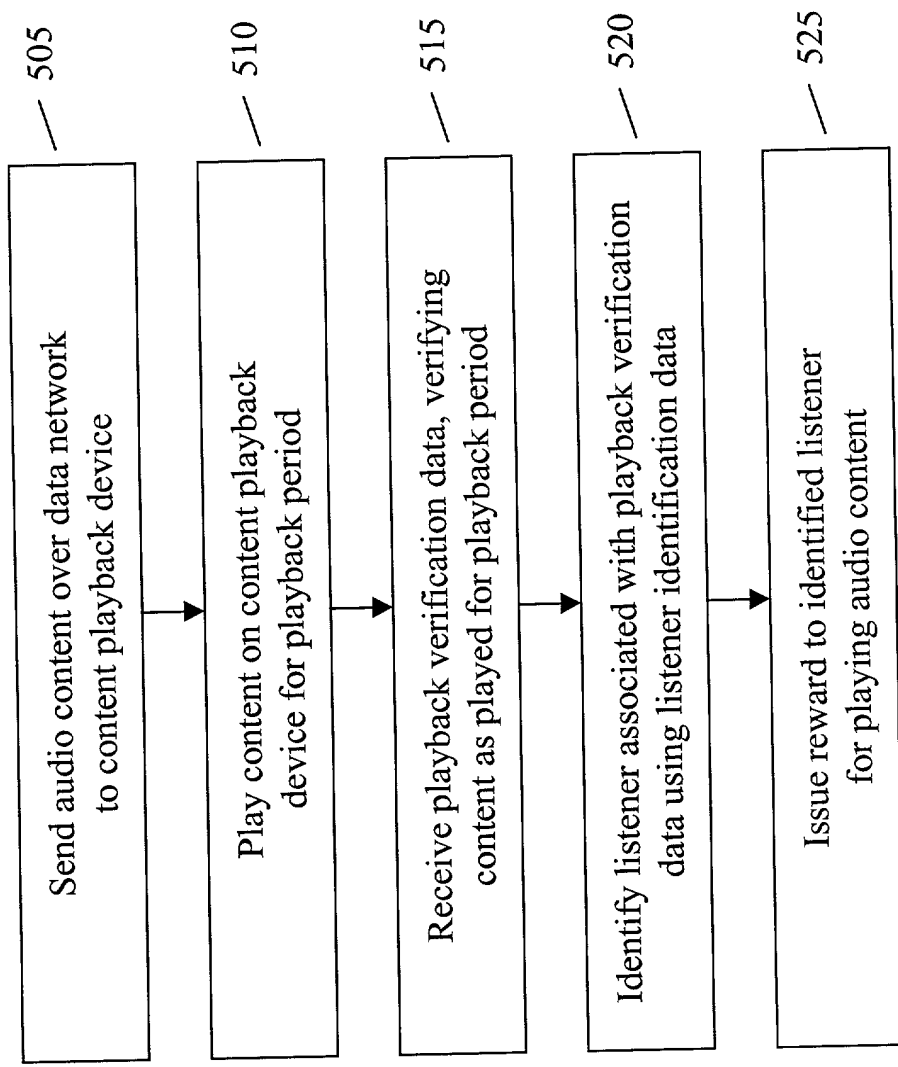 Send audio content over data network
to content playback device
505
Play content on content playback
device for playback period
510
Receive playback verification data, verifying
content as played for playback period
515
Identify listener associated with playback verification
data using listener identification data
520
Issue reward to identified listener
for playing audio content
525